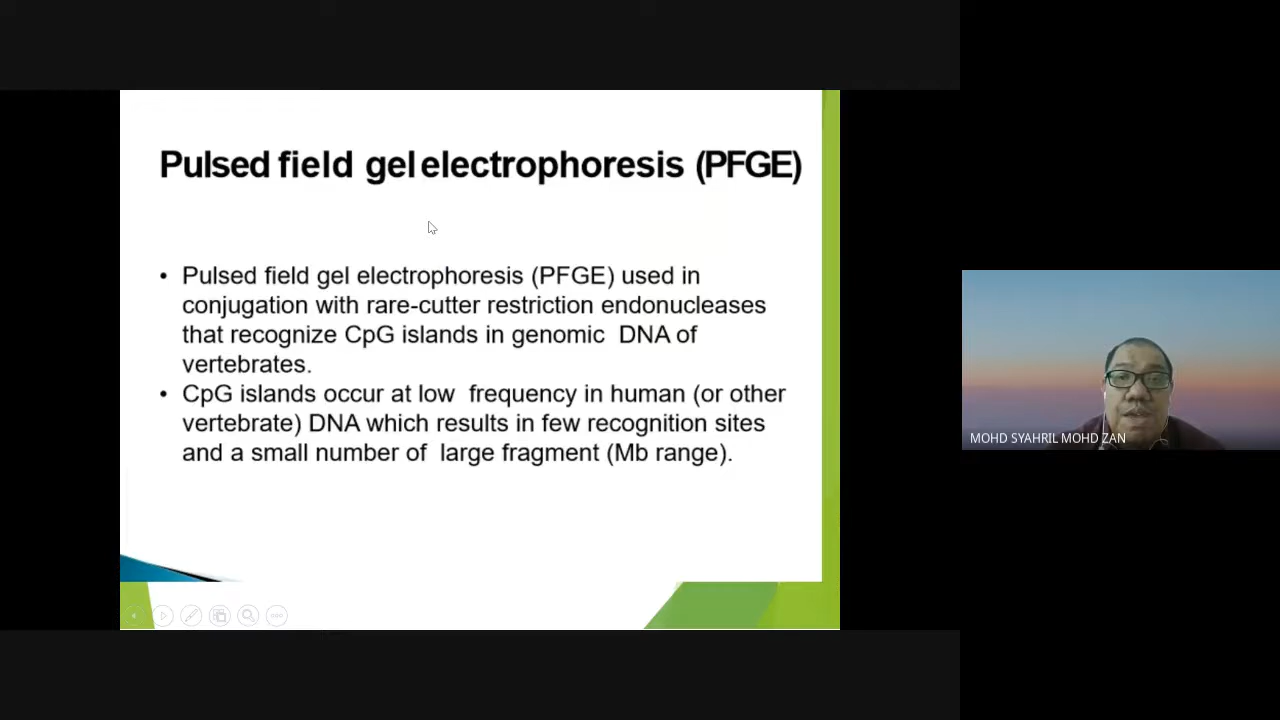 Pulsed field gel electrophoresis (PFGE)
• Pulsed field gel electrophoresis (PFGE) used in
conjugation with rare-cutter restriction endonucleases
that recognize CpG islands in genomic DNA of
vertebrates.
• CpG islands occur at low frequency in human (or other
vertebrate) DNA which results in few recognition sites
and a small number of large fragment (Mb range).
MOHD SYAHRIL MOHD ZAN